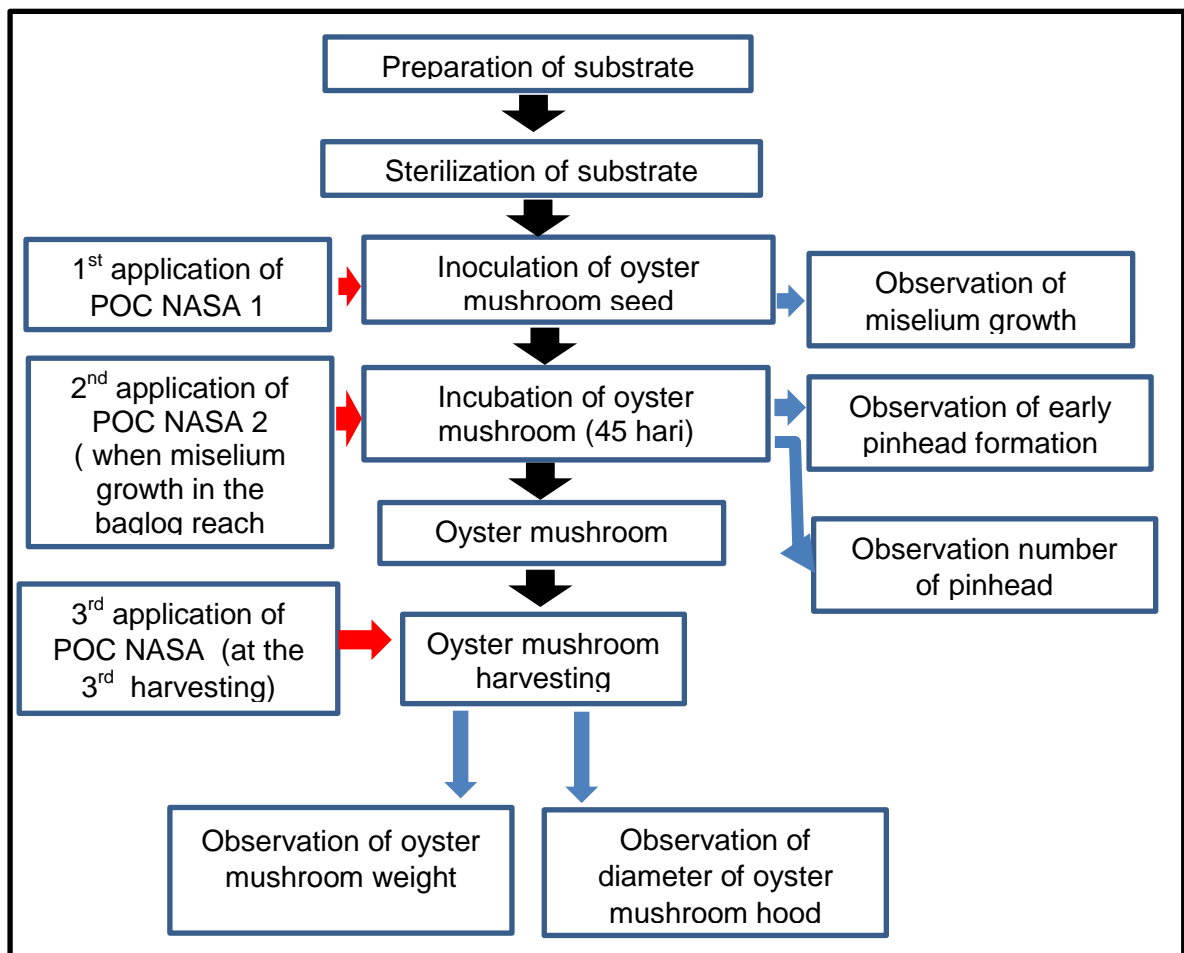 Preparation of substrate
Sterilization of substrate
1st application of
POC NASA 1
Inoculation of oyster
mushroom seed
Observation of
miselium growth
2nd application of
POC NASA 2
( when miselium
growth in the
baglog reach
Incubation of oyster
mushroom (45 hari)
Observation of early
pinhead formation
Oyster mushroom
Observation number
of pinhead
3rd application of
POC NASA (at the
3rd harvesting)
Oyster mushroom
harvesting
Observation of oyster
mushroom weight
Observation of
diameter of oyster
mushroom hood